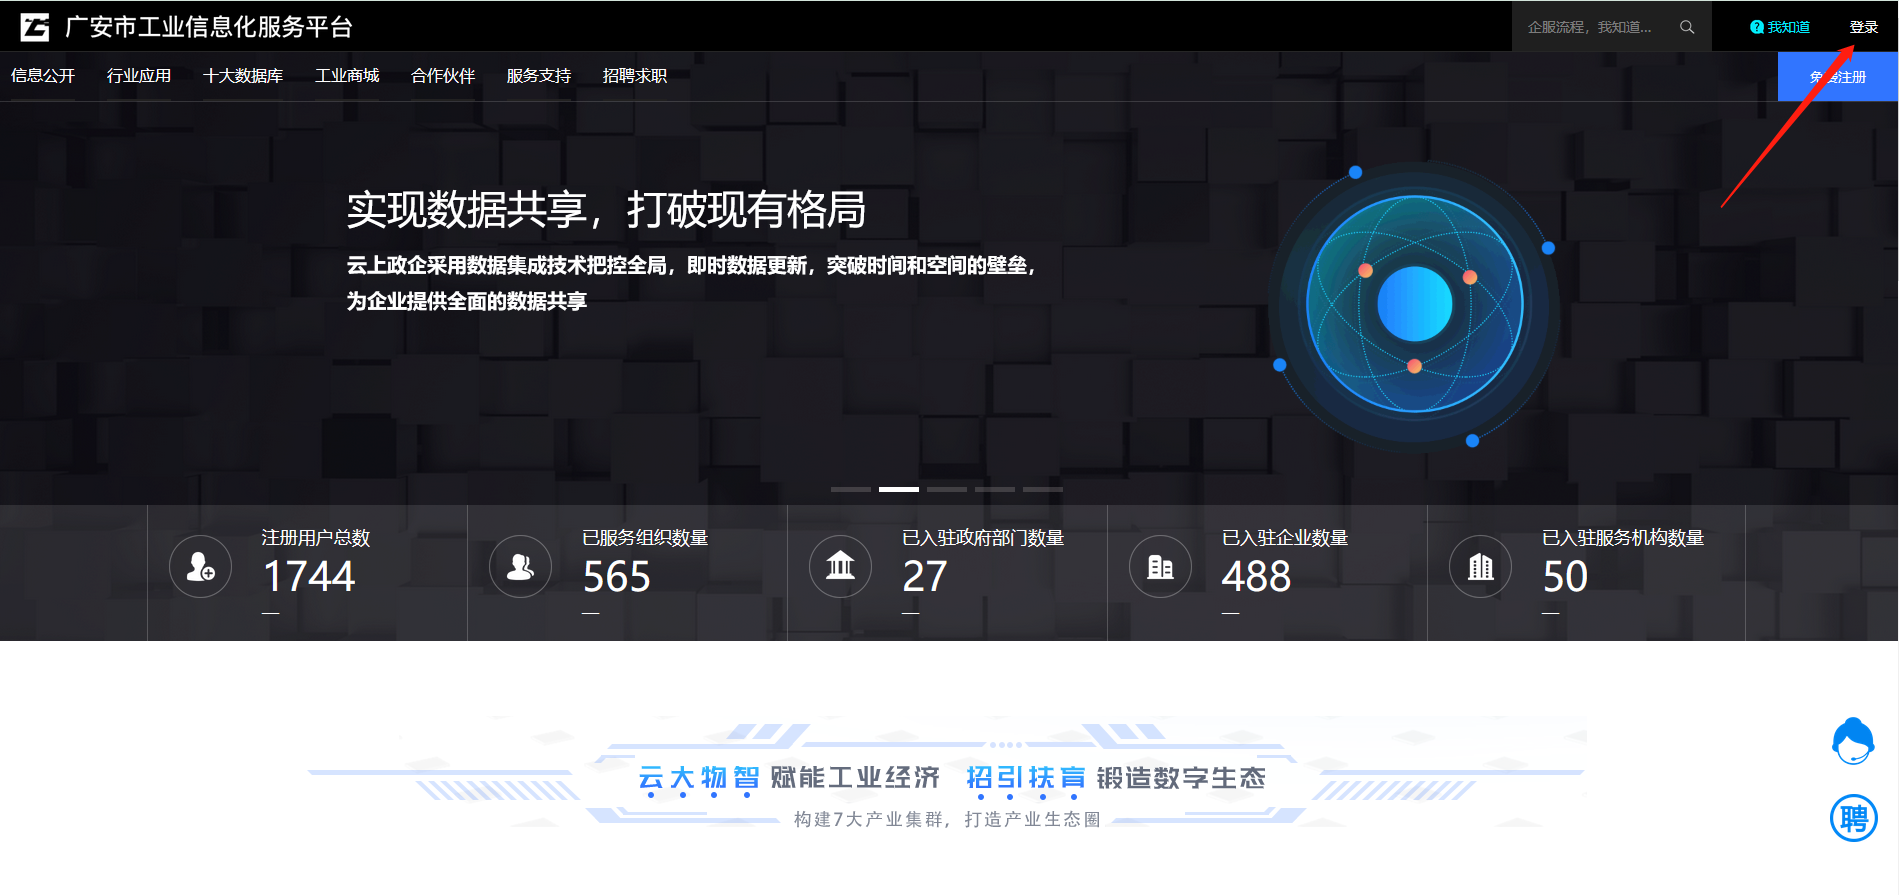 广安市工业信息化服务平台
企服流程，我知道...
?我知道
登录
信息公开 行业应用 十大数据库 工业商城 合作伙伴 服务支持 招聘求职
免费注册
实现数据共享，打破现有格局
云上政企采用数据集成技术把控全局，即时数据更新，突破时间和空间的壁垒，
为企业提供全面的数据共享
注册用户总数
1744
已服务组织数量
565
已入驻政府部门数量
27
已入驻企业数量
488
已入驻服务机构数量
50
云大物智 赋能工业经济 招引扶育 锻造数字生态
构建7大产业集群，打造产业生态圈
聘